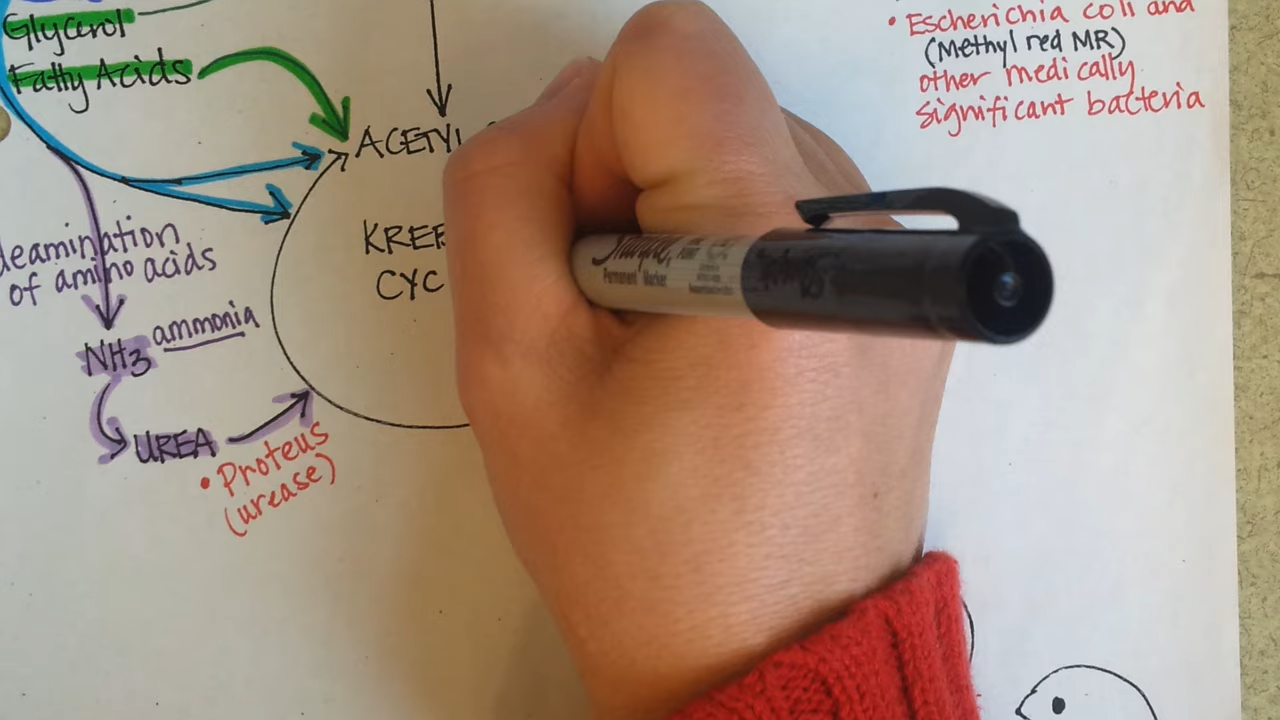 Glycerol
Fatty Acids
Escherichia coli and
(Methyl red MR)
other medically
significant bacteria
ACETYL
KREB
CYC
deamination
of amino acids
NH3 ammonia
UREA
• Proteus
(urease)
Sharpie
Permanent Marker